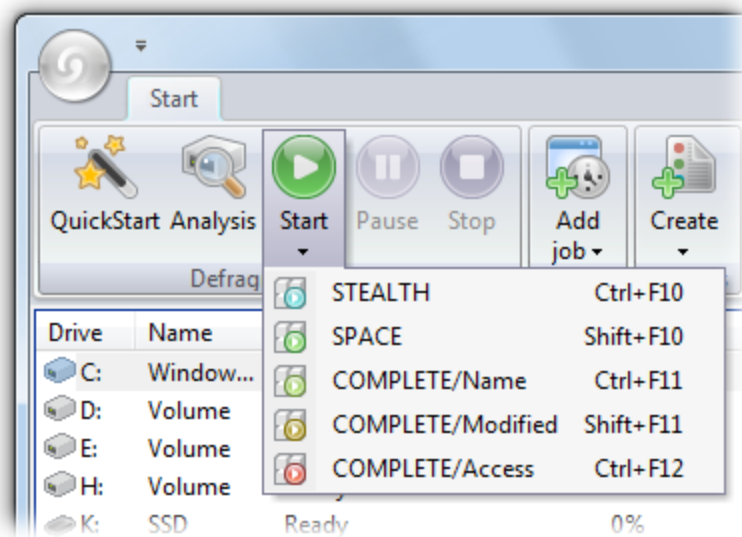 Start
QuickStart Analysis Start Pause Stop Add job Create
Defrag
STEALTH Ctrl+F10
SPACE Shift+F10
COMPLETE/Name Ctrl+F11
COMPLETE/Modified Shift+F11
COMPLETE/Access Ctrl+F12
Drive Name
C: Window...
D: Volume
E: Volume
H: Volume
K: SSD Ready 0%